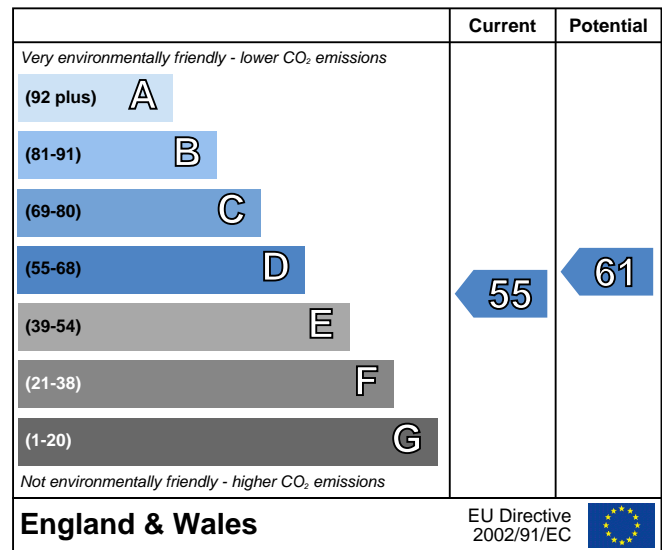 Current Potential
Very environmentally friendly - lower CO₂ emissions
(92 plus) A
(81-91) B
(69-80) C
(55-68) D
55 61
(39-54) E
(21-38) F
(1-20) G
Not environmentally friendly - higher CO₂ emissions
England & Wales
EU Directive
2002/91/EC